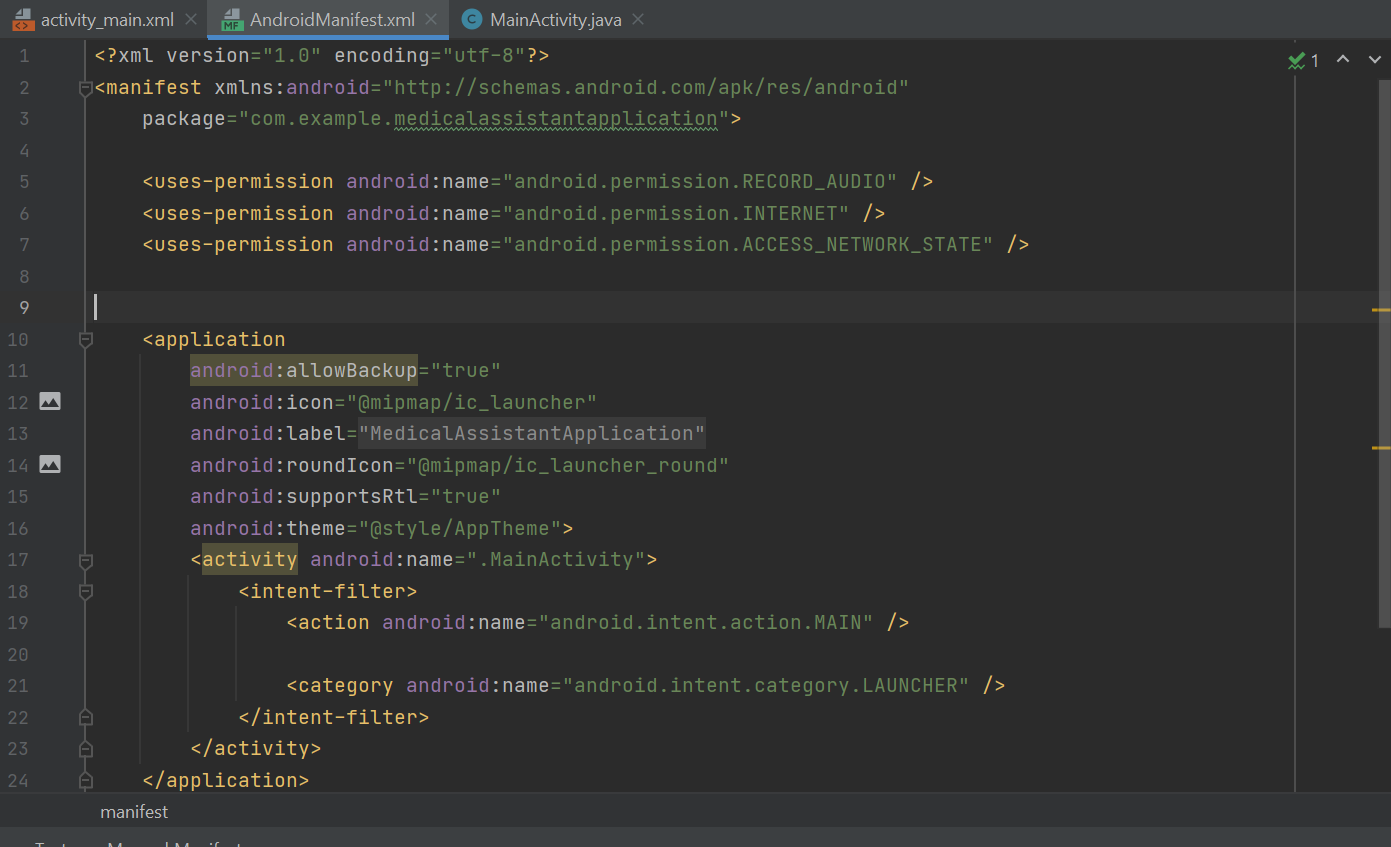 activity_main.xml AndroidManifest.xml MainActivity.java
1 <?xml version="1.0" encoding="utf-8"?>
2 <manifest xmlns:android="http://schemas.android.com/apk/res/android"
3 package="com.example.medicalassistantapplication">
4
5 <uses-permission android:name="android.permission.RECORD_AUDIO" />
6 <uses-permission android:name="android.permission.INTERNET" />
7 <uses-permission android:name="android.permission.ACCESS_NETWORK_STATE" />
8
9
10 <application
11 android:allowBackup="true"
12 android:icon="@mipmap/ic_launcher"
13 android:label="MedicalAssistantApplication"
14 android:roundIcon="@mipmap/ic_launcher_round"
15 android:supportsRtl="true"
16 android:theme="@style/AppTheme">
17 <activity android:name=".MainActivity">
18 <intent-filter>
19 <action android:name="android.intent.action.MAIN" />
20
21 <category android:name="android.intent.category.LAUNCHER" />
22 </intent-filter>
23 </activity>
24 </application>
1
manifest